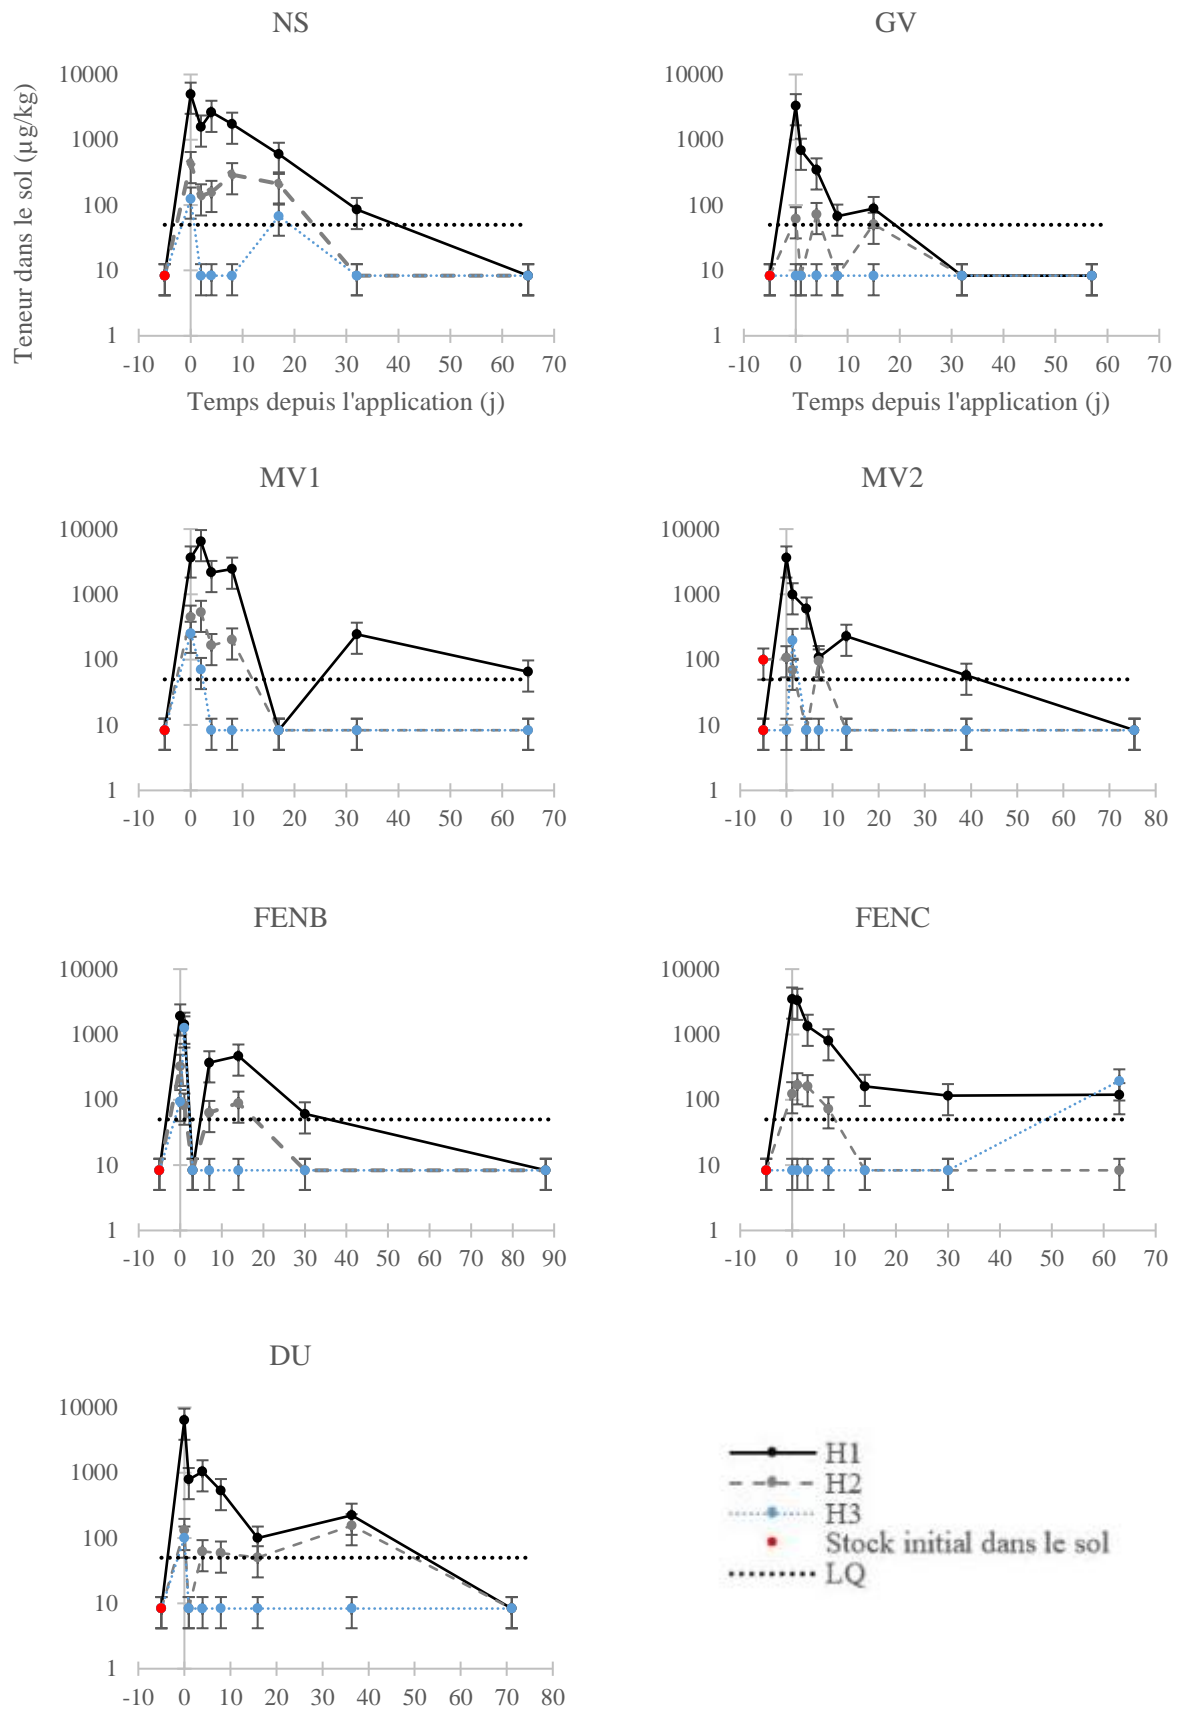 NS
GV
Teneur dans le sol (µg/kg)
10000
1000
100
10
1
-10 0 10 20 30 40 50 60 70
Temps depuis l'application (j)
10000
1000
100
10
1
-10 0 10 20 30 40 50 60 70
Temps depuis l'application (j)
MV1
MV2
10000
1000
100
10
1
-10 0 10 20 30 40 50 60 70
10000
1000
100
10
1
-10 0 10 20 30 40 50 60 70 80
FENB
FENC
10000
1000
100
10
1
-10 0 10 20 30 40 50 60 70 80 90
10000
1000
100
10
1
-10 0 10 20 30 40 50 60 70
DU
10000
1000
100
10
1
-10 0 10 20 30 40 50 60 70 80
H1
H2
H3
Stock initial dans le sol
LQ